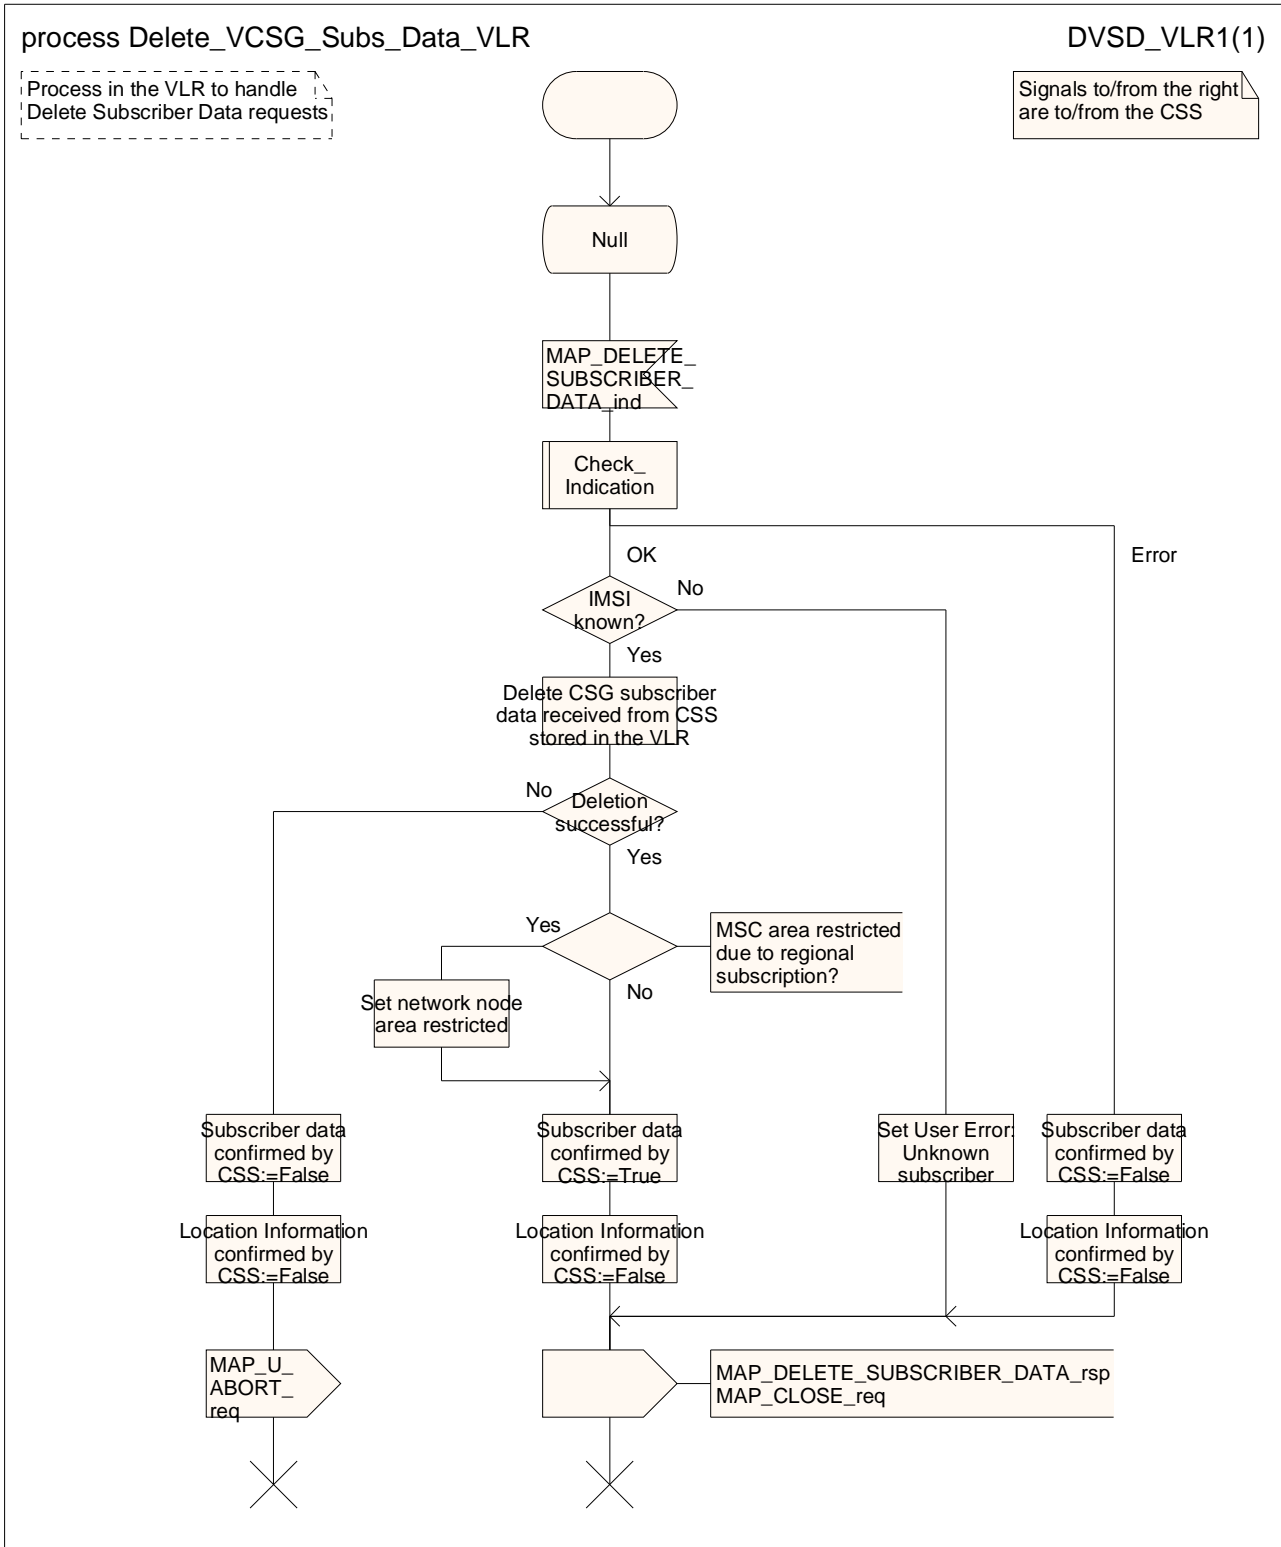 process Delete_VCSG_Subs_Data_VLR
DVSD_VLR1(1)
Process in the VLR to handle
Delete Subscriber Data requests
Signals to/from the right
are to/from the CSS
Null
MAP_DELETE_
SUBSCRIBER_
DATA_ind
Check_
Indication
OK
Error
IMSI
known?
No
Yes
Delete CSG subscriber
data received from CSS
stored in the VLR
No
Deletion
successful?
Yes
Yes
MSC area restricted
due to regional
subscription?
No
Set network node
area restricted
Subscriber data
confirmed by
CSS:=False
Subscriber data
confirmed by
CSS:=True
Set User Error:
Unknown
subscriber
Subscriber data
confirmed by
CSS:=False
Location Information
confirmed by
CSS:=False
Location Information
confirmed by
CSS:=False
Location Information
confirmed by
CSS:=False
MAP_U_
ABORT_
req
MAP_DELETE_SUBSCRIBER_DATA_rsp
MAP_CLOSE_req